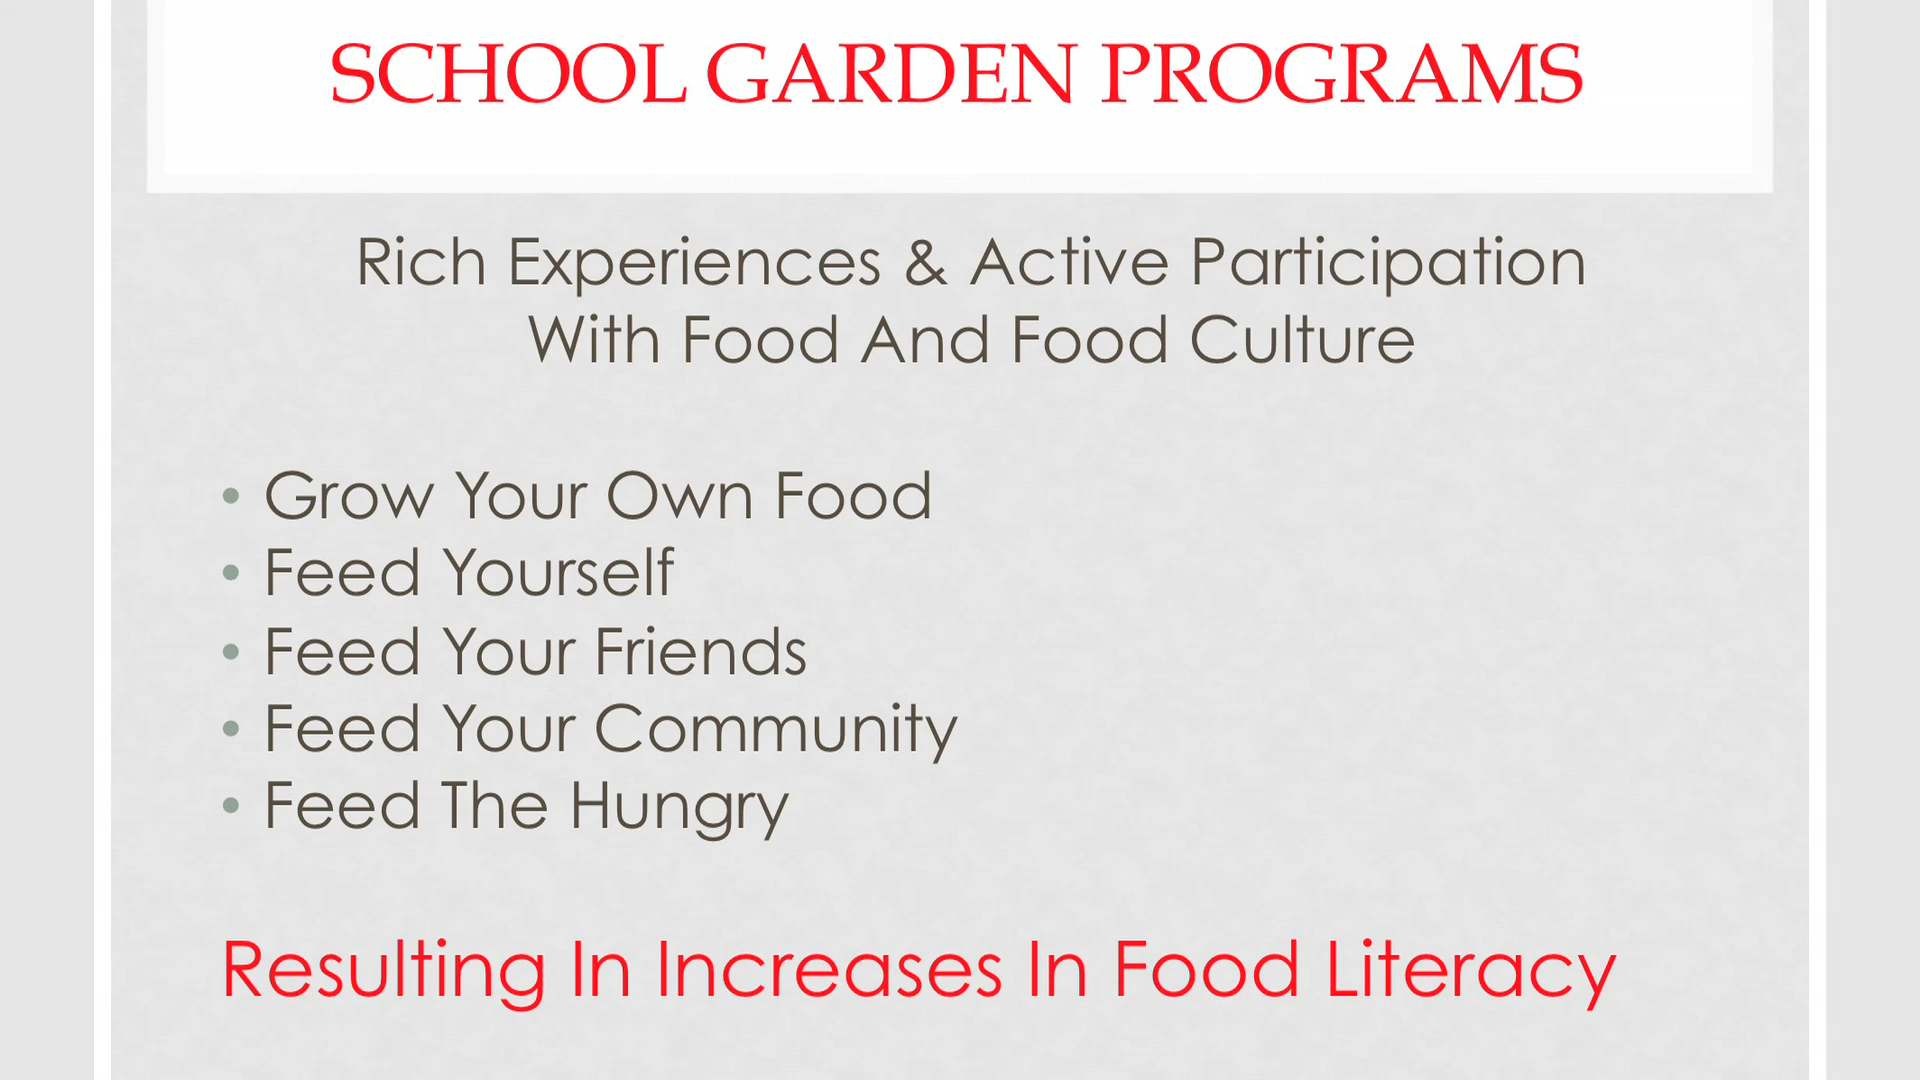 SCHOOL GARDEN PROGRAMS
Rich Experiences & Active Participation
With Food And Food Culture
• Grow Your Own Food
• Feed Yourself
• Feed Your Friends
• Feed Your Community
• Feed The Hungry
Resulting In Increases In Food Literacy